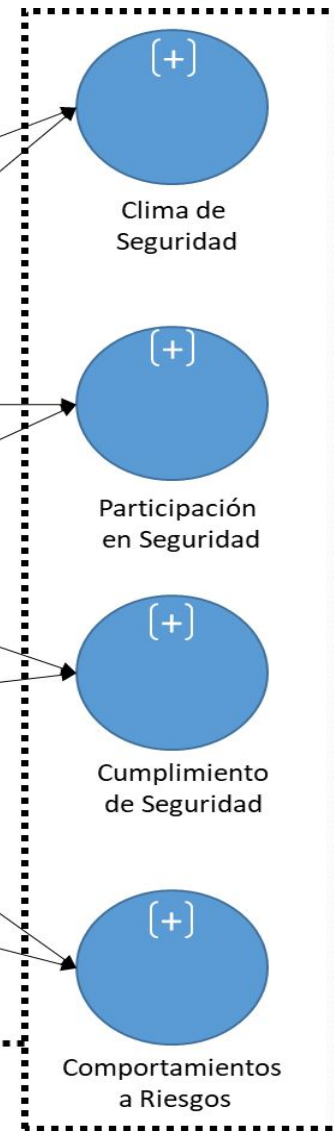 [+]
Clima de
Seguridad
[+]
Participación
en Seguridad
[+]
Cumplimiento
de Seguridad
[+]
Comportamientos
a Riesgos